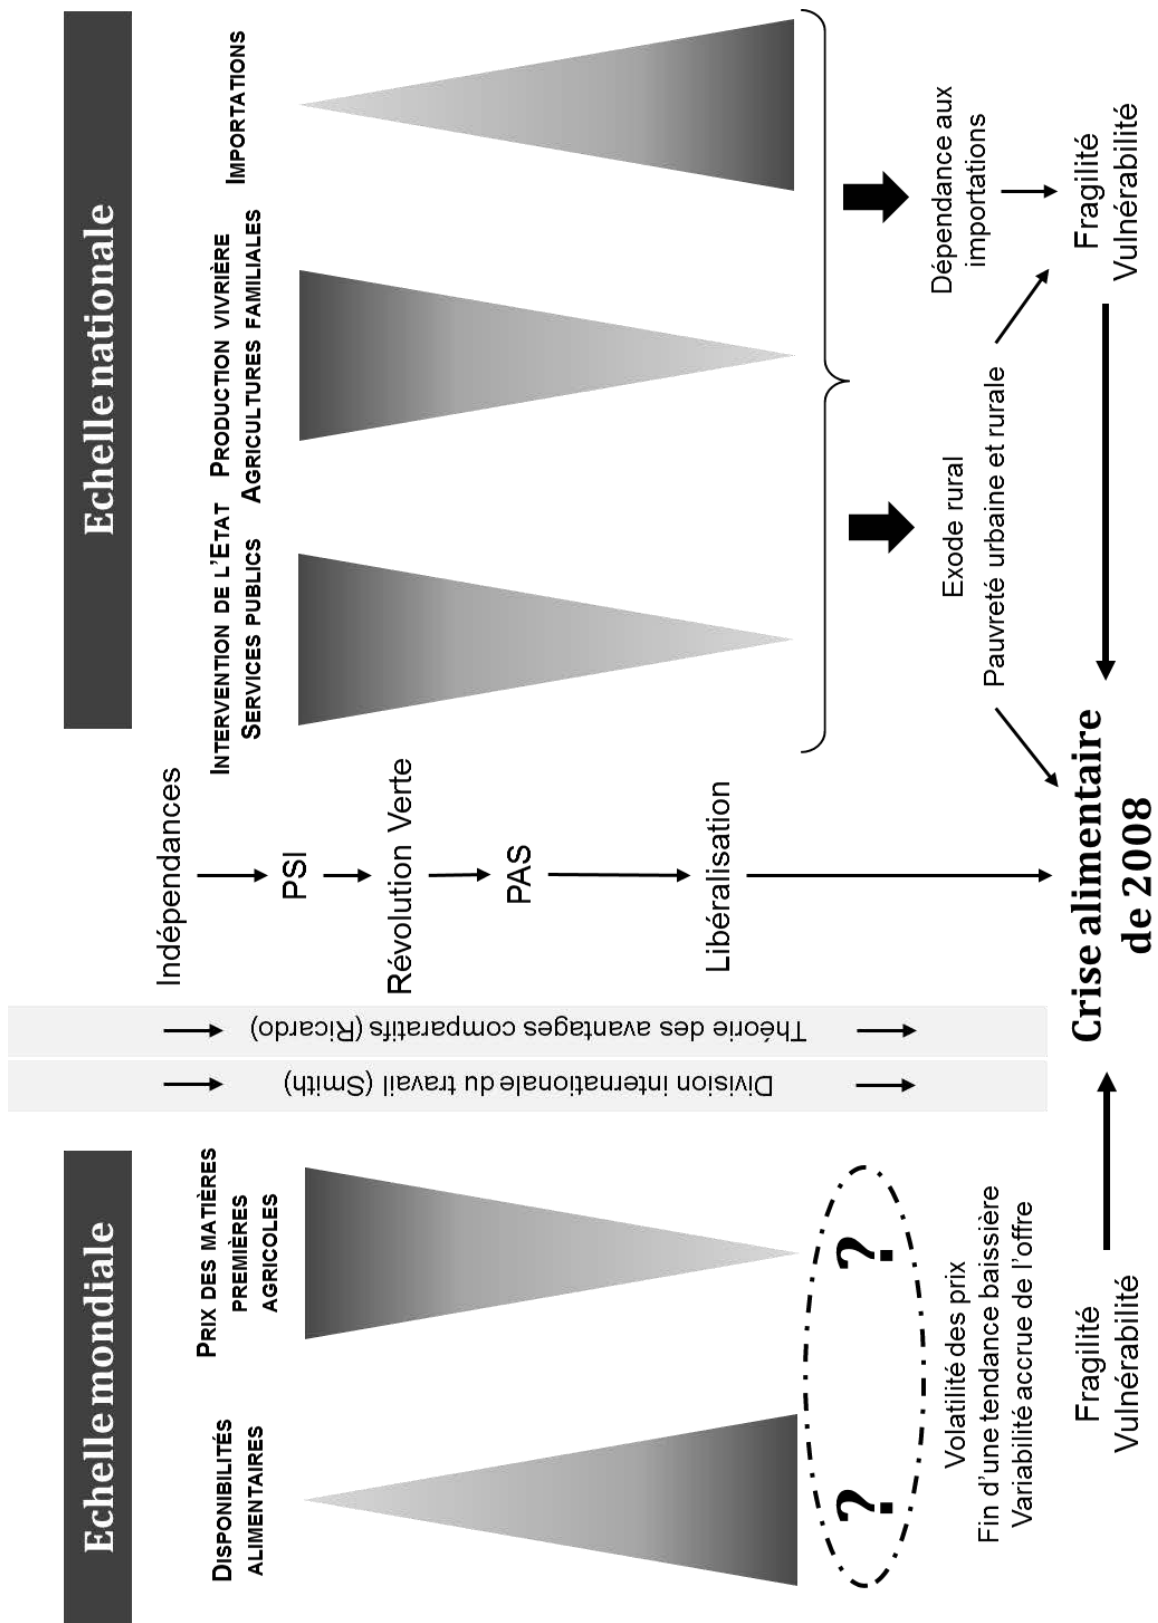 Echelle mondiale
Echelle nationale
DISPONIBILITÉS
ALIMENTAIRES
PRIX DES MATIÈRES
PREMIÈRES
AGRICOLES
Division internationale du travail (Smith)
Théorie des avantages comparatifs (Ricardo)
Indépendances
PSI
Révolution Verte
PAS
Libéralisation
INTERVENTION DE L'ETAT
SERVICES PUBLICS
PRODUCTION VIVRIÈRE
AGRICULTURES FAMILIALES
IMPORTATIONS
?
?
Volatilité des prix
Fin d'une tendance baissière
Variabilité accrue de l'offre
Exode rural
Pauvreté urbaine et rurale
Dépendance aux
importations
Fragilité
Vulnérabilité
Crise alimentaire
de 2008
Fragilité
Vulnérabilité